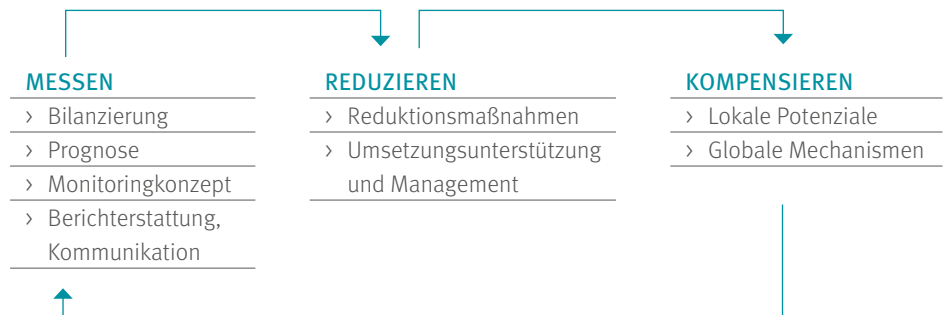 MESSEN
> Bilanzierung
> Prognose
> Monitoringkonzept
> Berichterstattung,
Kommunikation
REDUZIEREN
> Reduktionsmaßnahmen
> Umsetzungsunterstützung
und Management
KOMPENSIEREN
> Lokale Potenziale
> Globale Mechanismen